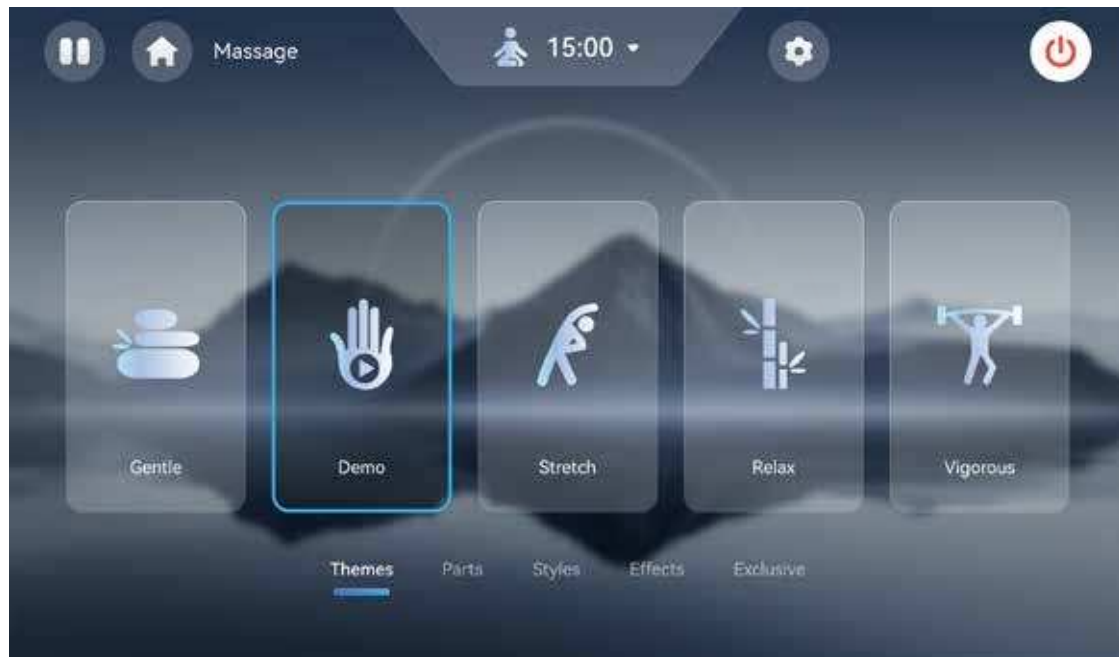 Massage
15:00
Gentle
Demo
Stretch
Relax
Vigorous
Themes
Parts
Styles
Effects
Exclusive